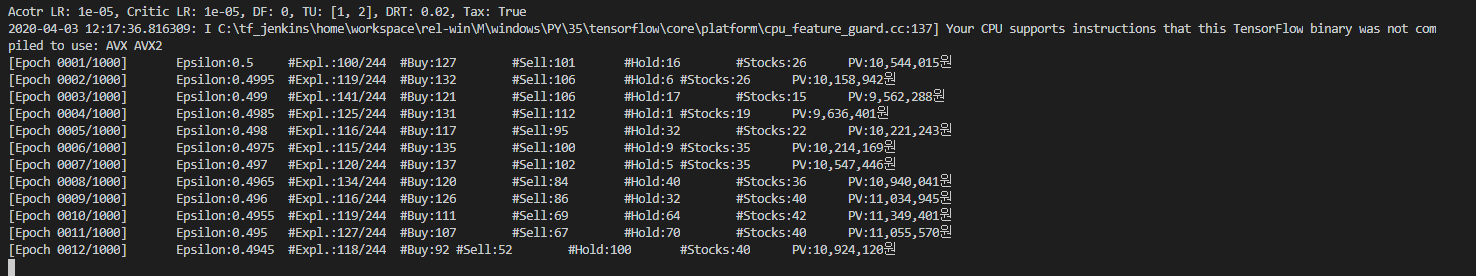 Acotr LR: 1e-05, Critic LR: 1e-05, DF: 0, TU: [1, 2], DRT: 0.02, Tax: True
2020-04-03 12:17:36.816309: I C:\tf_jenkins\home\workspace\rel-win\M\windows\PY\35\tensorflow\core\platform\cpu_feature_guard.cc:137] Your CPU supports instructions that this TensorFlow binary was not com
piled to use: AVX AVX2
[Epoch 0001/1000] Epsilon:0.5 #Expl.:100/244 #Buy:127 #Sell:101 #Hold:16 #Stocks:26 PV:10,544,015원
[Epoch 0002/1000] Epsilon:0.4995 #Expl.:119/244 #Buy:132 #Sell:106 #Hold:6 #Stocks:26 PV:10,158,942원
[Epoch 0003/1000] Epsilon:0.499 #Expl.:141/244 #Buy:121 #Sell:106 #Hold:17 #Stocks:15 PV:9,562,288원
[Epoch 0004/1000] Epsilon:0.4985 #Expl.:125/244 #Buy:131 #Sell:112 #Hold:1 #Stocks:19 PV:9,636,401원
[Epoch 0005/1000] Epsilon:0.498 #Expl.:116/244 #Buy:117 #Sell:95 #Hold:32 #Stocks:22 PV:10,221,243원
[Epoch 0006/1000] Epsilon:0.4975 #Expl.:115/244 #Buy:135 #Sell:100 #Hold:9 #Stocks:35 PV:10,214,169원
[Epoch 0007/1000] Epsilon:0.497 #Expl.:120/244 #Buy:137 #Sell:102 #Hold:5 #Stocks:35 PV:10,547,446원
[Epoch 0008/1000] Epsilon:0.4965 #Expl.:134/244 #Buy:120 #Sell:84 #Hold:40 #Stocks:36 PV:10,940,041원
[Epoch 0009/1000] Epsilon:0.496 #Expl.:116/244 #Buy:126 #Sell:86 #Hold:32 #Stocks:40 PV:11,034,945원
[Epoch 0010/1000] Epsilon:0.4955 #Expl.:119/244 #Buy:111 #Sell:69 #Hold:64 #Stocks:42 PV:11,349,401원
[Epoch 0011/1000] Epsilon:0.495 #Expl.:127/244 #Buy:107 #Sell:67 #Hold:70 #Stocks:40 PV:11,055,570원
[Epoch 0012/1000] Epsilon:0.4945 #Expl.:118/244 #Buy:92 #Sell:52 #Hold:100 #Stocks:40 PV:10,924,120원